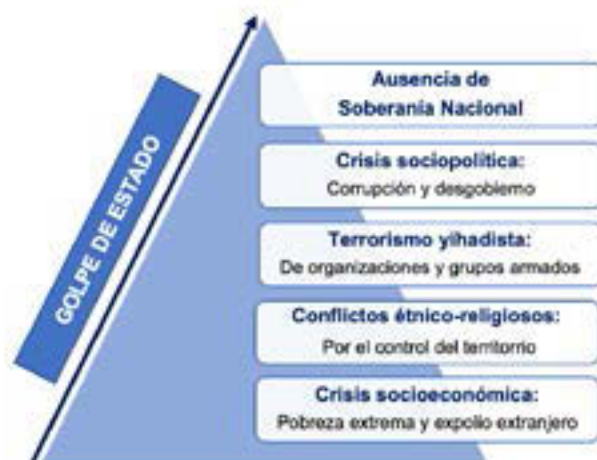 GOLPE DE ESTADO
Ausencia de
Soberanía Nacional
Crisis sociopolítica:
Corrupción y desgobierno
Terrorismo yihadista:
De organizaciones y grupos armados
Conflictos étnico-religiosos:
Por el control del territorrio
Crisis socioeconómica:
Pobreza extrema y expolio extranjero